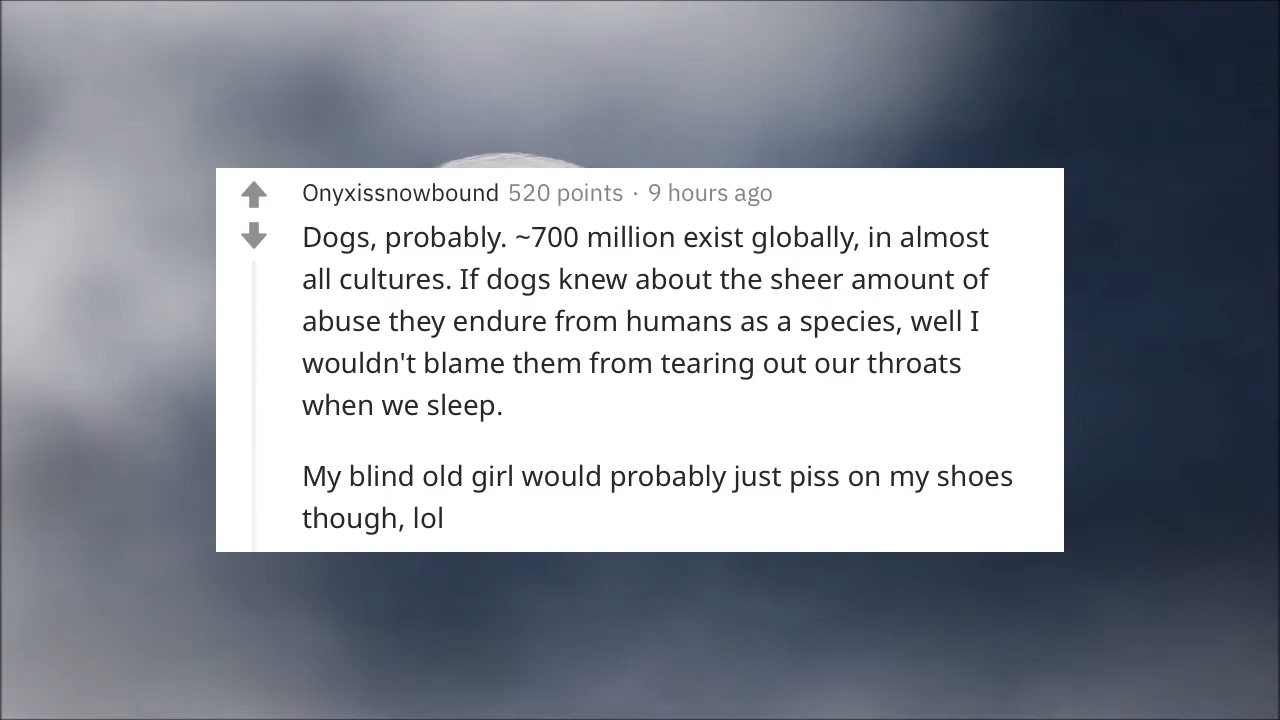 Onyxissnowbound 520 points · 9 hours ago
Dogs, probably. ~700 million exist globally, in almost
all cultures. If dogs knew about the sheer amount of
abuse they endure from humans as a species, well I
wouldn't blame them from tearing out our throats
when we sleep.
My blind old girl would probably just piss on my shoes
though, lol